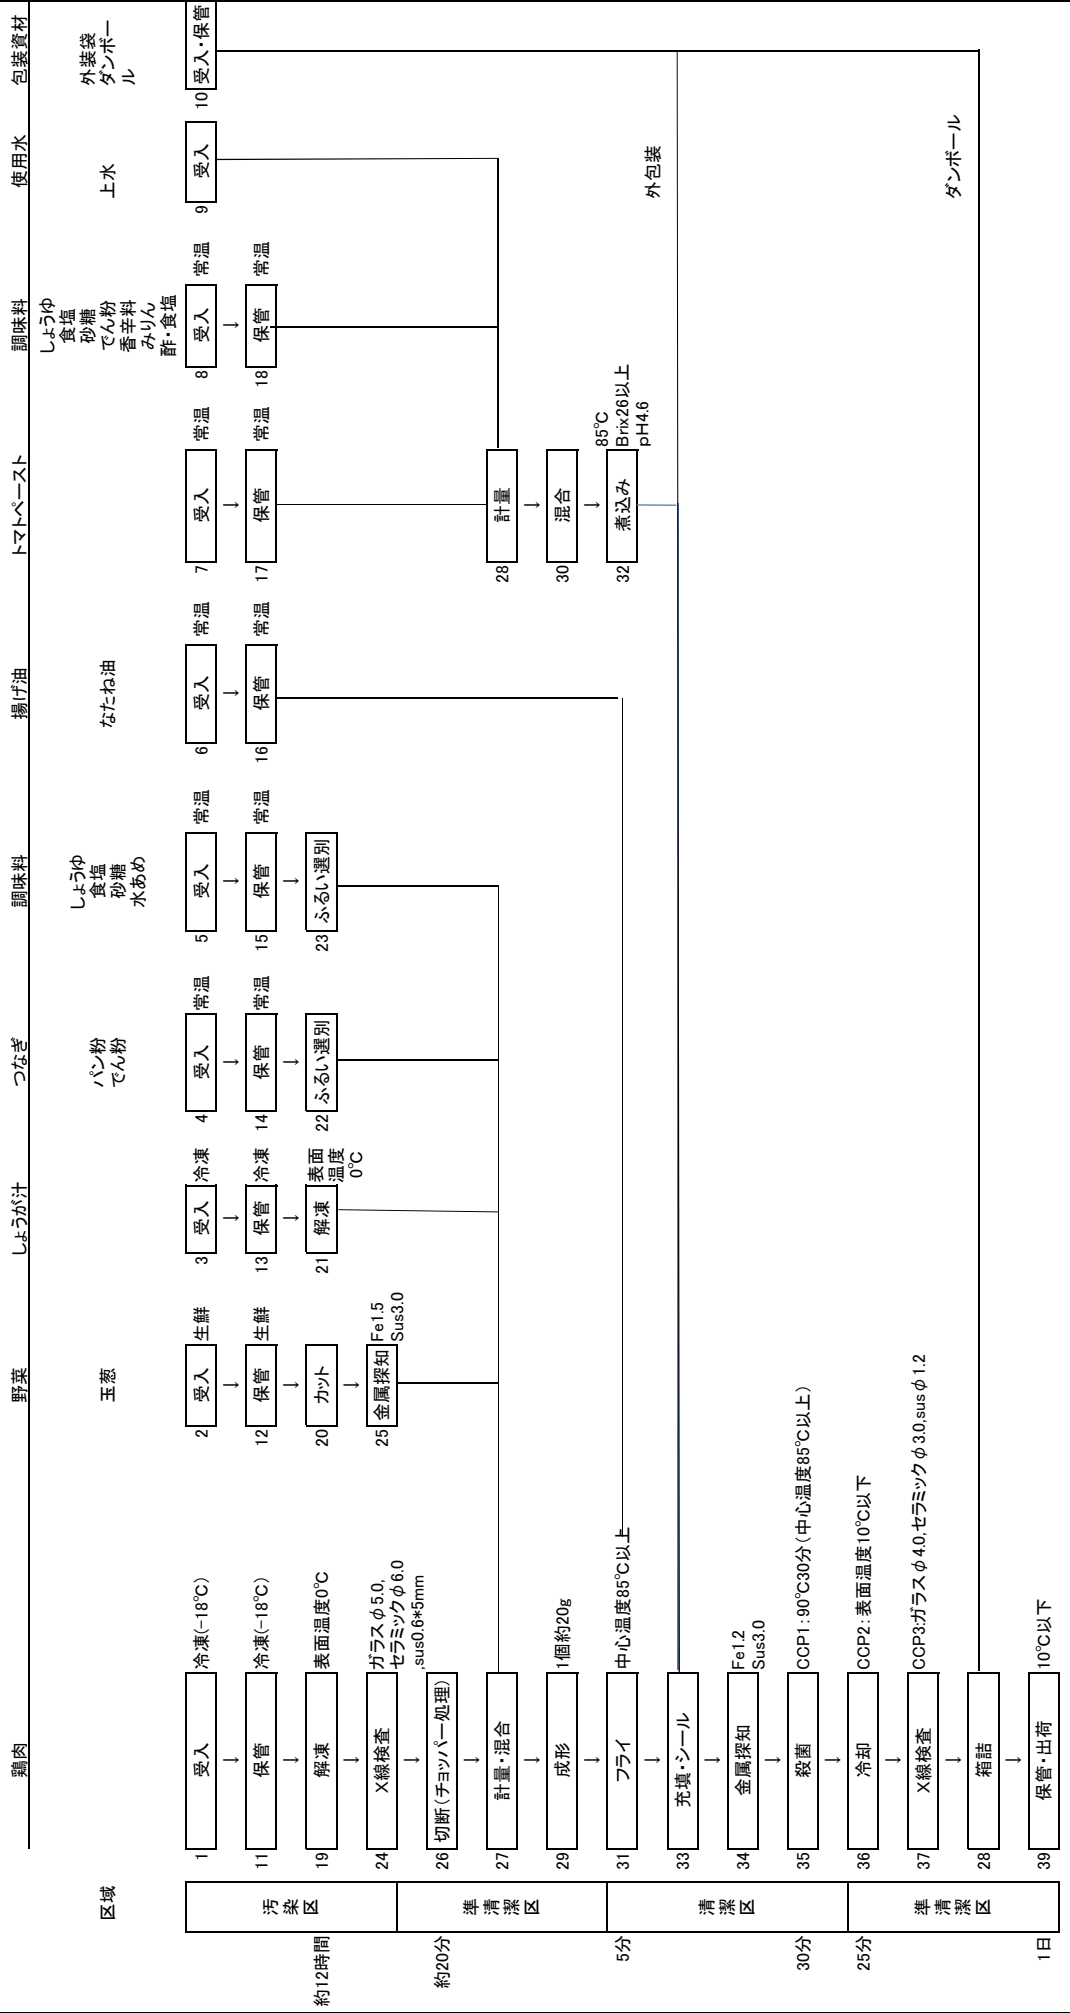 区域
鶏肉
野菜
しょうが汁
つなぎ
調味料
揚げ油
トマトペースト
調味料
使用水
包装資材
玉葱
パン粉
でん粉
しょうゆ
食塩
砂糖
水あめ
なたね油
しょうゆ
食塩
砂糖
でん粉
香辛料
みりん
酢・食塩
上水
外装袋
ダンボー
ル
汚染区
1 受入 冷凍(-18℃)
2 受入 生鮮
3 受入 冷凍
4 受入 常温
5 受入 常温
6 受入 常温
7 受入 常温
8 受入 常温
9 受入
10 受入・保管
↓ ↓ ↓ ↓ ↓ ↓ ↓ ↓
11 保管 冷凍(-18℃)
12 保管 生鮮
13 保管 冷凍
14 保管 常温
15 保管 常温
16 保管 常温
17 保管 常温
18 保管 常温
↓ ↓ ↓ ↓ ↓
約12時間
19 解凍 表面温度0℃
20 カット
21 解凍 表面
温度
0℃
22 ふるい選別
23 ふるい選別
↓ ↓
24 X線検査 ガラスφ5.0,
セラミックφ6.0
,sus0.6*5mm
25 金属探知 Fe1.5
Sus3.0
↓
準清潔区
約20分
26 切断(チョッパー処理)
↓
27 計量・混合
28 計量
↓ ↓
29 成形 1個約20g
30 混合
↓ ↓
清潔区
5分
31 フライ 中心温度85℃以上
32 煮込み 85℃
Brix26以上
pH4.6
↓
33 充填・シール
外包装
↓
34 金属探知 Fe1.2
Sus3.0
↓
30分
35 殺菌 CCP1:90℃30分(中心温度85℃以上)
↓
準清潔区
25分
36 冷却 CCP2:表面温度10℃以下
↓
37 X線検査 CCP3:ガラスφ4.0,セラミックφ3.0,susφ1.2
↓
28 箱詰
ダンボール
↓
1日
39 保管・出荷 10℃以下